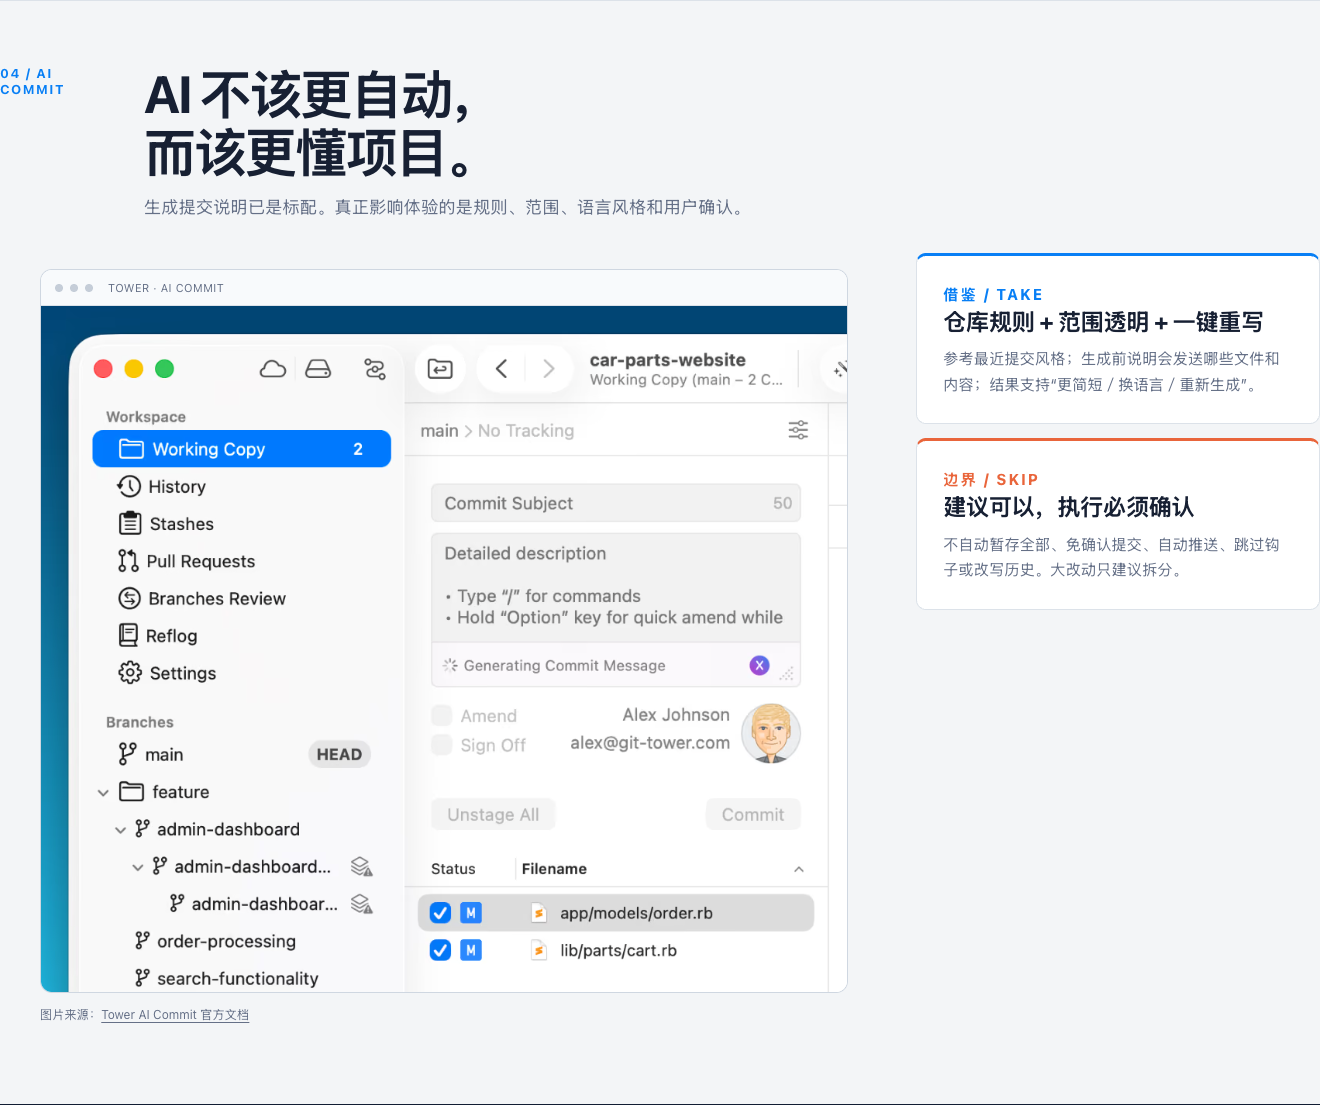 04 / AI
COMMIT
AI 不该更自动，
而该更懂项目。
生成提交说明已是标配。真正影响体验的是规则、范围、语言风格和用户确认。
TOWER · AI COMMIT
car-parts-website
Working Copy (main – 2 C...
Workspace
Working Copy 2
History
Stashes
Pull Requests
Branches Review
Reflog
Settings
Branches
main HEAD
feature
admin-dashboard
admin-dashboard...
admin-dashboar...
order-processing
search-functionality
main > No Tracking
Commit Subject 50
Detailed description
• Type “/” for commands
• Hold “Option” key for quick amend while
Generating Commit Message X
Amend
Sign Off
Alex Johnson
alex@git-tower.com
Unstage All Commit
Status Filename
M app/models/order.rb
M lib/parts/cart.rb
图片来源：Tower AI Commit 官方文档
借鉴 / TAKE
仓库规则 + 范围透明 + 一键重写
参考最近提交风格；生成前说明会发送哪些文件和
内容；结果支持“更简短 / 换语言 / 重新生成”。
边界 / SKIP
建议可以，执行必须确认
不自动暂存全部、免确认提交、自动推送、跳过钩
子或改写历史。大改动只建议拆分。